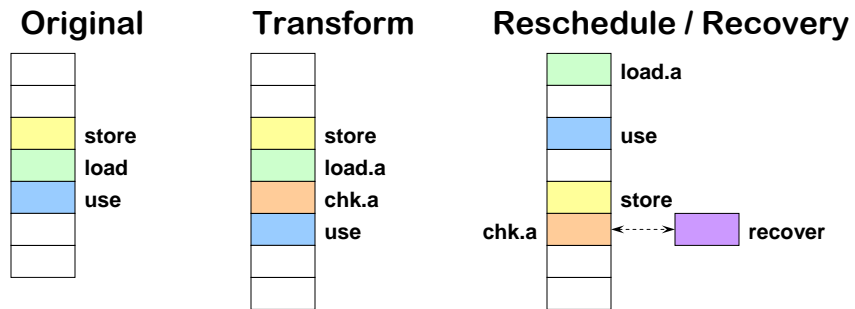 Original
store
load
use
Transform
store
load.a
chk.a
use
Reschedule / Recovery
load.a
use
store
chk.a
recover